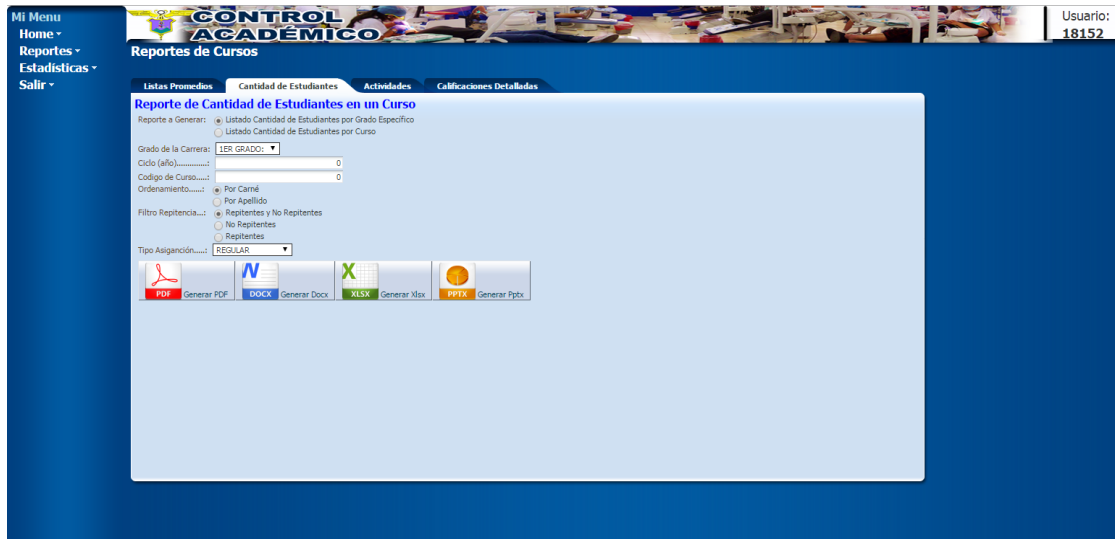 Mi Menu
Home
Reportes
Estadísticas
Salir
CONTROL
ACADÉMICO
Usuario:
18152
Reportes de Cursos
Listas Promedios Cantidad de Estudiantes Actividades Calificaciones Detalladas
Reporte de Cantidad de Estudiantes en un Curso
Reporte a Generar: Listado Cantidad de Estudiantes por Grado Específico
Listado Cantidad de Estudiantes por Curso
Grado de la Carrera: 1ER GRADO:
Ciclo (año)..............: 0
Codigo de Curso.....: 0
Ordenamiento......: Por Carné
Por Apellido
Filtro Repitencia...: Repitentes y No Repitentes
No Repitentes
Repitentes
Tipo Asiganción.....: REGULAR
PDF Generar PDF W DOCX Generar Docx X XLSX Generar Xlsx PPTX Generar Pptx